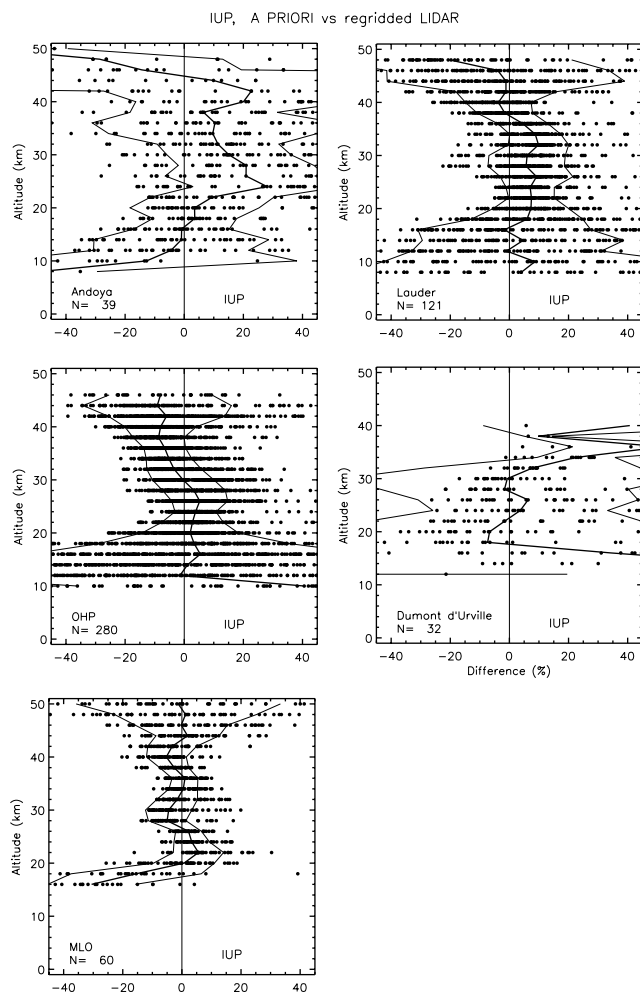 IUP, A PRIORI vs regridded LIDAR
50
40
30
20
10
0
Altitude (km)
Andoya
N= 39
IUP
-40 -20 0 20 40
50
40
30
20
10
0
Altitude (km)
Lauder
N= 121
IUP
-40 -20 0 20 40
50
40
30
20
10
0
Altitude (km)
OHP
N= 280
IUP
-40 -20 0 20 40
50
40
30
20
10
0
Altitude (km)
Dumont d'Urville
N= 32
IUP
-40 -20 0 20 40
Difference (%)
50
40
30
20
10
0
Altitude (km)
MLO
N= 60
IUP
-40 -20 0 20 40